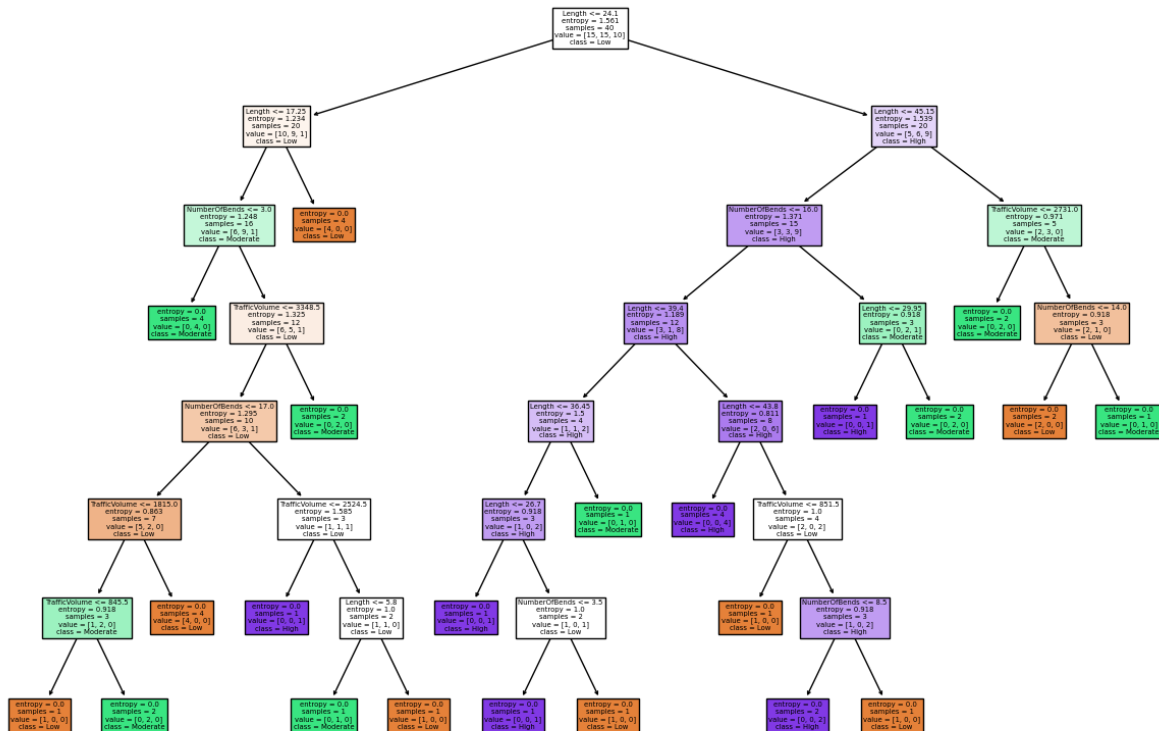 Length <= 24.1
entropy = 1.561
samples = 40
value = [15, 15, 10]
class = Low
Length <= 17.25
entropy = 1.234
samples = 20
value = [10, 9, 1]
class = Low
Length <= 45.15
entropy = 1.539
samples = 20
value = [5, 6, 9]
class = High
NumberOfBends <= 3.0
entropy = 1.248
samples = 16
value = [6, 9, 1]
class = Moderate
entropy = 0.0
samples = 4
value = [4, 0, 0]
class = Low
NumberOfBends <= 16.0
entropy = 1.371
samples = 15
value = [3, 3, 9]
class = High
TrafficVolume <= 2731.0
entropy = 0.971
samples = 5
value = [2, 3, 0]
class = Moderate
entropy = 0.0
samples = 4
value = [0, 4, 0]
class = Moderate
TrafficVolume <= 3348.5
entropy = 1.325
samples = 12
value = [6, 5, 1]
class = Low
Length <= 39.4
entropy = 1.189
samples = 12
value = [3, 1, 8]
class = High
Length <= 29.95
entropy = 0.918
samples = 3
value = [0, 2, 1]
class = Moderate
entropy = 0.0
samples = 2
value = [0, 2, 0]
class = Moderate
NumberOfBends <= 14.0
entropy = 0.918
samples = 3
value = [2, 1, 0]
class = Low
NumberOfBends <= 17.0
entropy = 1.295
samples = 10
value = [6, 3, 1]
class = Low
entropy = 0.0
samples = 2
value = [0, 2, 0]
class = Moderate
Length <= 36.45
entropy = 1.5
samples = 4
value = [1, 1, 2]
class = High
Length <= 43.8
entropy = 0.811
samples = 8
value = [2, 0, 6]
class = High
entropy = 0.0
samples = 1
value = [0, 0, 1]
class = High
entropy = 0.0
samples = 2
value = [0, 2, 0]
class = Moderate
entropy = 0.0
samples = 2
value = [2, 0, 0]
class = Low
entropy = 0.0
samples = 1
value = [0, 1, 0]
class = Moderate
TrafficVolume <= 1815.0
entropy = 0.863
samples = 7
value = [5, 2, 0]
class = Low
TrafficVolume <= 2524.5
entropy = 1.585
samples = 3
value = [1, 1, 1]
class = Low
Length <= 26.7
entropy = 0.918
samples = 3
value = [1, 0, 2]
class = High
entropy = 0.0
samples = 1
value = [0, 1, 0]
class = Moderate
entropy = 0.0
samples = 4
value = [0, 0, 4]
class = High
TrafficVolume <= 851.5
entropy = 1.0
samples = 4
value = [2, 0, 2]
class = Low
TrafficVolume <= 845.5
entropy = 0.918
samples = 3
value = [1, 2, 0]
class = Moderate
entropy = 0.0
samples = 4
value = [4, 0, 0]
class = Low
entropy = 0.0
samples = 1
value = [0, 0, 1]
class = High
Length <= 5.8
entropy = 1.0
samples = 2
value = [1, 1, 0]
class = Low
entropy = 0.0
samples = 1
value = [0, 0, 1]
class = High
NumberOfBends <= 3.5
entropy = 1.0
samples = 2
value = [1, 0, 1]
class = Low
entropy = 0.0
samples = 1
value = [1, 0, 0]
class = Low
NumberOfBends <= 8.5
entropy = 0.918
samples = 3
value = [1, 0, 2]
class = High
entropy = 0.0
samples = 1
value = [1, 0, 0]
class = Low
entropy = 0.0
samples = 2
value = [0, 2, 0]
class = Moderate
entropy = 0.0
samples = 1
value = [0, 1, 0]
class = Moderate
entropy = 0.0
samples = 1
value = [1, 0, 0]
class = Low
entropy = 0.0
samples = 1
value = [0, 0, 1]
class = High
entropy = 0.0
samples = 1
value = [1, 0, 0]
class = Low
entropy = 0.0
samples = 2
value = [0, 0, 2]
class = High
entropy = 0.0
samples = 1
value = [1, 0, 0]
class = Low